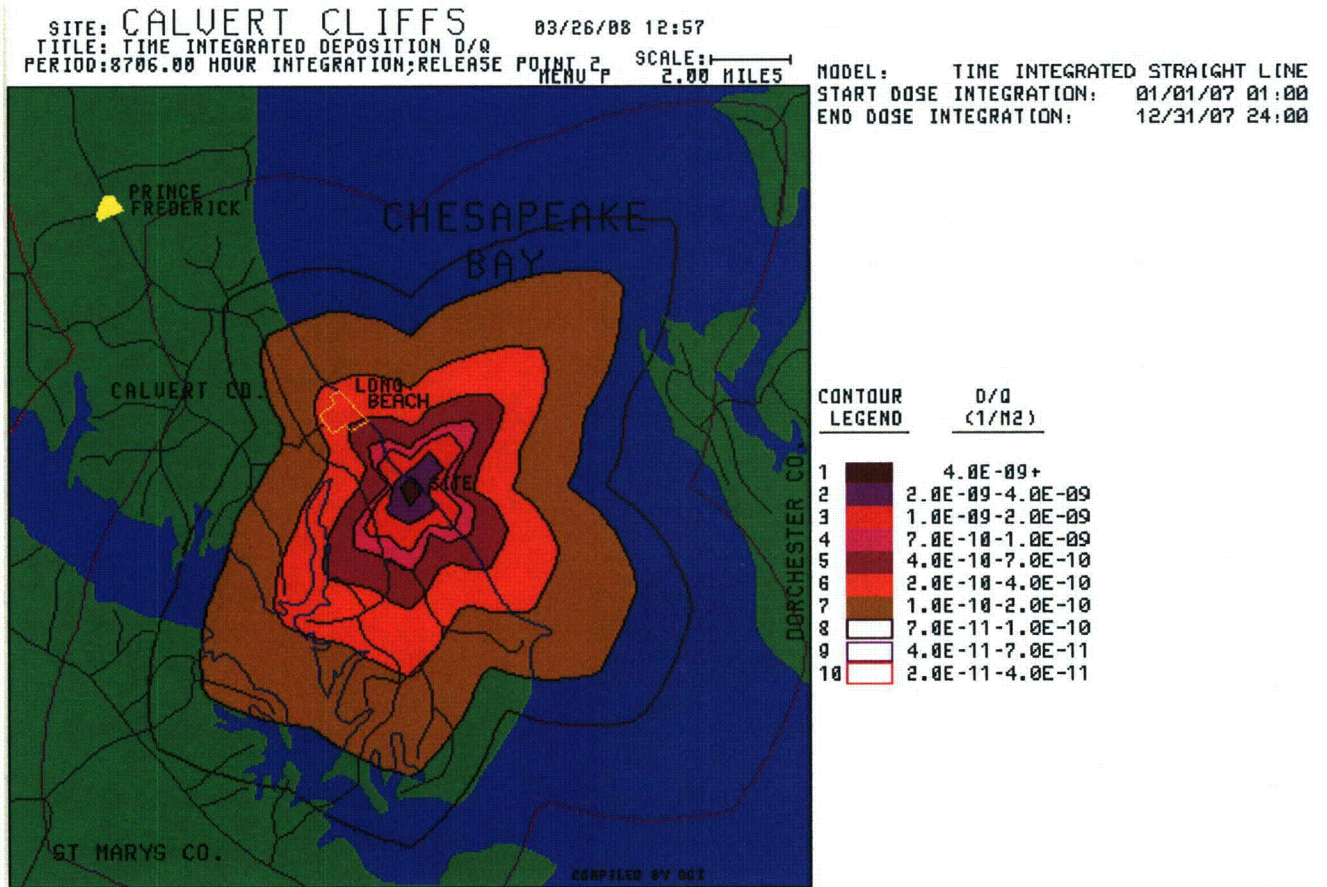 SITE: CALVERT CLIFFS 03/26/08 12:57
TITLE: TIME INTEGRATED DEPOSITION D/Q
PERIOD:8706.00 HOUR INTEGRATION;RELEASE POINT 2 SCALE:
MENU P 2.00 MILES
MODEL: TIME INTEGRATED STRAIGHT LINE
START DOSE INTEGRATION: 01/01/07 01:00
END DOSE INTEGRATION: 12/31/07 24:00
PRINCE
FREDERICK
CHESAPEAKE
BAY
CALVERT CO.
LONG
BEACH
SITE
DORCHESTER CO.
ST MARYS CO.
COMPILED BY
CONTOUR D/Q
LEGEND (1/M2)
1 4.0E-09+
2 2.0E-09-4.0E-09
3 1.0E-09-2.0E-09
4 7.0E-10-1.0E-09
5 4.0E-10-7.0E-10
6 2.0E-10-4.0E-10
7 1.0E-10-2.0E-10
8 7.0E-11-1.0E-10
9 4.0E-11-7.0E-11
10 2.0E-11-4.0E-11